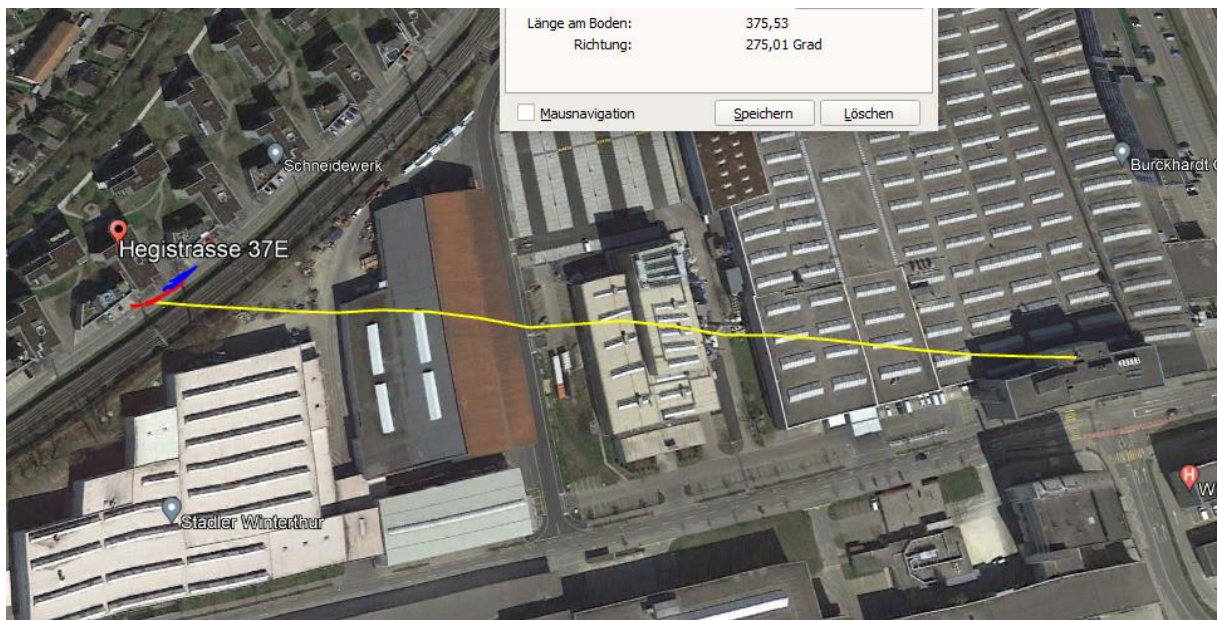 Länge am Boden: 375,53
Richtung: 275,01 Grad
Mausnavigation Speichern Löschen
Schneidewerk
Burckhardt C
Hegistrasse 37E
H W
Stadler Winterthur